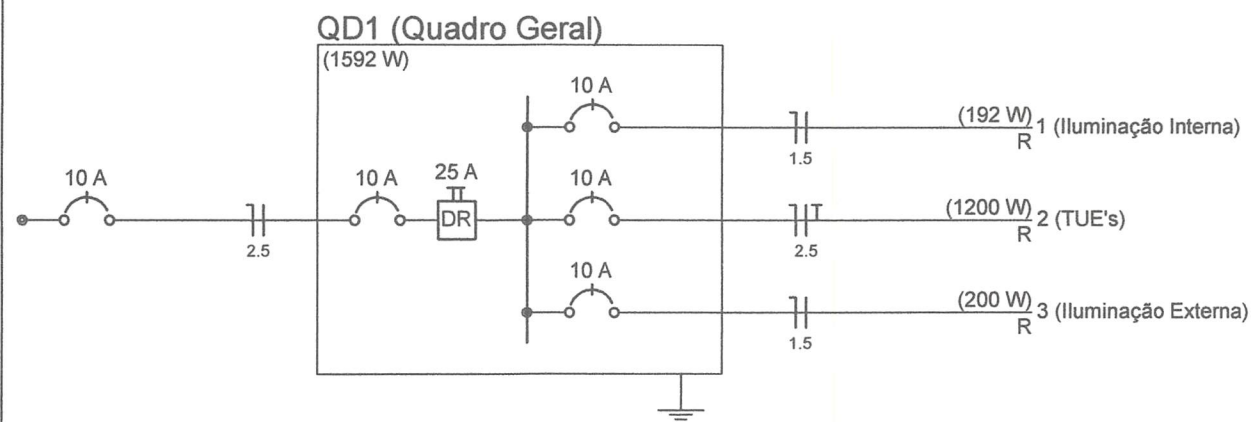 QD1 (Quadro Geral)
(1592 W)
10 A
(192 W)
1 (Iluminação Interna)
R
1.5
10 A
10 A
25 A
10 A
DR
(1200 W)
2 (TUE's)
R
2.5
2.5
10 A
(200 W)
3 (Iluminação Externa)
R
1.5